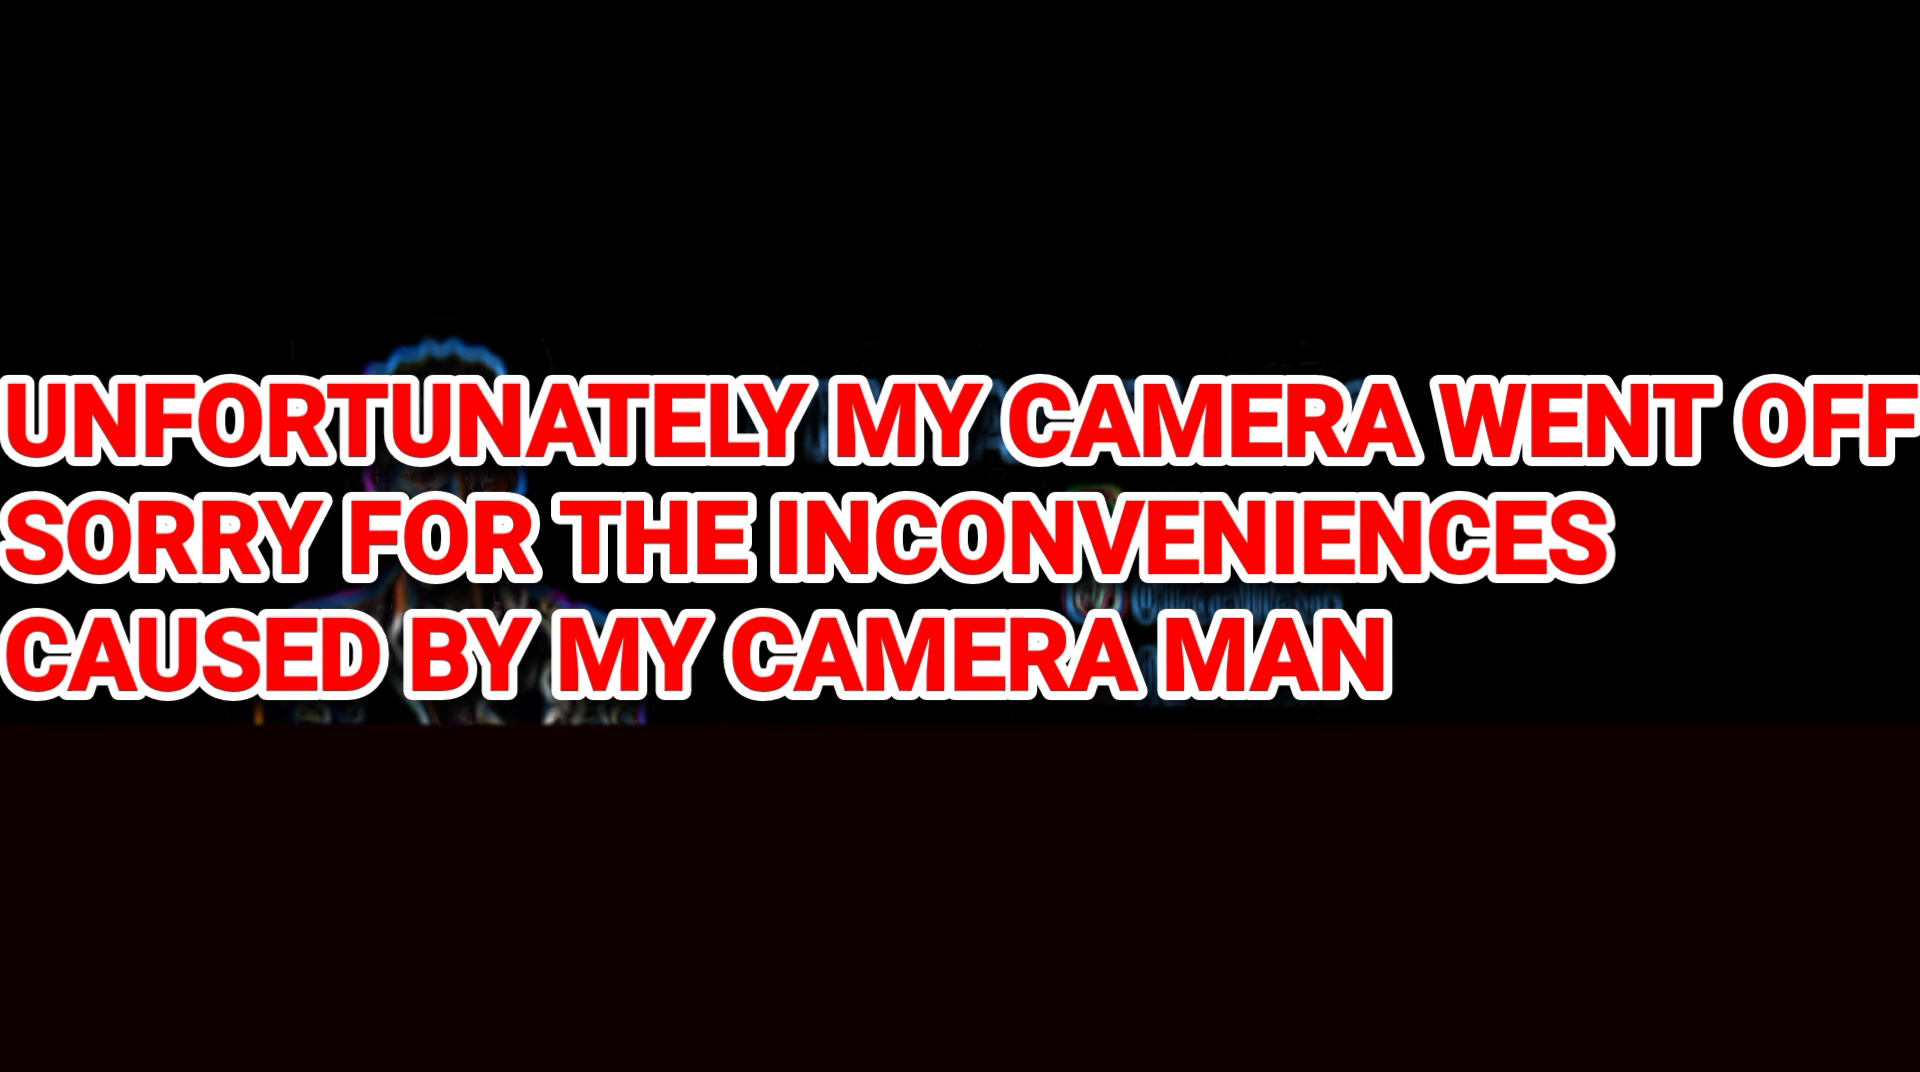 UNFORTUNATELY MY CAMERA WENT OFF
SORRY FOR THE INCONVENIENCES
CAUSED BY MY CAMERA MAN